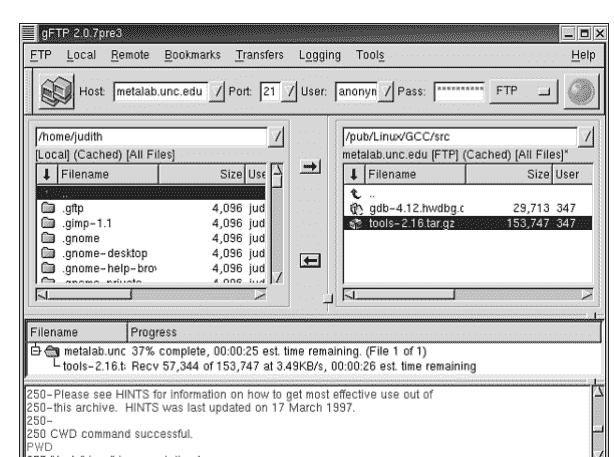 gFTP 2.0.7pre3
FTP Local Remote Bookmarks Transfers Logging Tools Help
Host: metalab.unc.edu Port: 21 User: anonyn Pass: ********** FTP
/home/judith
[Local] (Cached) [All Files]
Filename Size Use
..
.gftp 4,096 jud
.gimp-1.1 4,096 jud
.gnome 4,096 jud
.gnome-desktop 4,096 jud
.gnome-help-brov 4,096 jud
/pub/Linux/GCC/src
metalab.unc.edu [FTP] (Cached) [All Files]*
Filename Size User
..
gdb-4.12.hwdbg.c 29,713 347
tools-2.16.tar.gz 153,747 347
Filename Progress
metalab.unc 37% complete, 00:00:25 est. time remaining. (File 1 of 1)
tools-2.16.t: Recv 57,344 of 153,747 at 3.49KB/s, 00:00:26 est. time remaining
250-Please see HINTS for information on how to get most effective use out of
250-this archive. HINTS was last updated on 17 March 1997.
250-
250 CWD command successful.
PWD